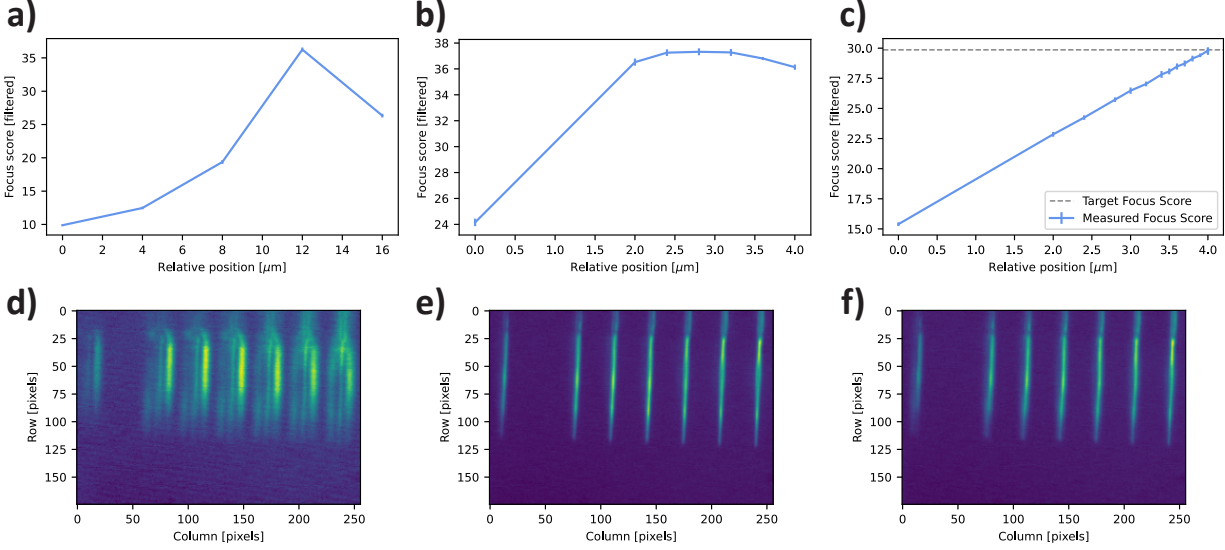 a)
Focus score [filtered]
35
30
25
20
15
10
0 2 4 6 8 10 12 14 16
Relative position [μm]
b)
Focus score [filtered]
38
36
34
32
30
28
26
24
0.0 0.5 1.0 1.5 2.0 2.5 3.0 3.5 4.0
Relative position [μm]
c)
Focus score [filtered]
30.0
27.5
25.0
22.5
20.0
17.5
15.0
Target Focus Score
Measured Focus Score
0.0 0.5 1.0 1.5 2.0 2.5 3.0 3.5 4.0
Relative position [μm]
d)
Row [pixels]
0
25
50
75
100
125
150
0 50 100 150 200 250
Column [pixels]
e)
Row [pixels]
0
25
50
75
100
125
150
0 50 100 150 200 250
Column [pixels]
f)
Row [pixels]
0
25
50
75
100
125
150
0 50 100 150 200 250
Column [pixels]